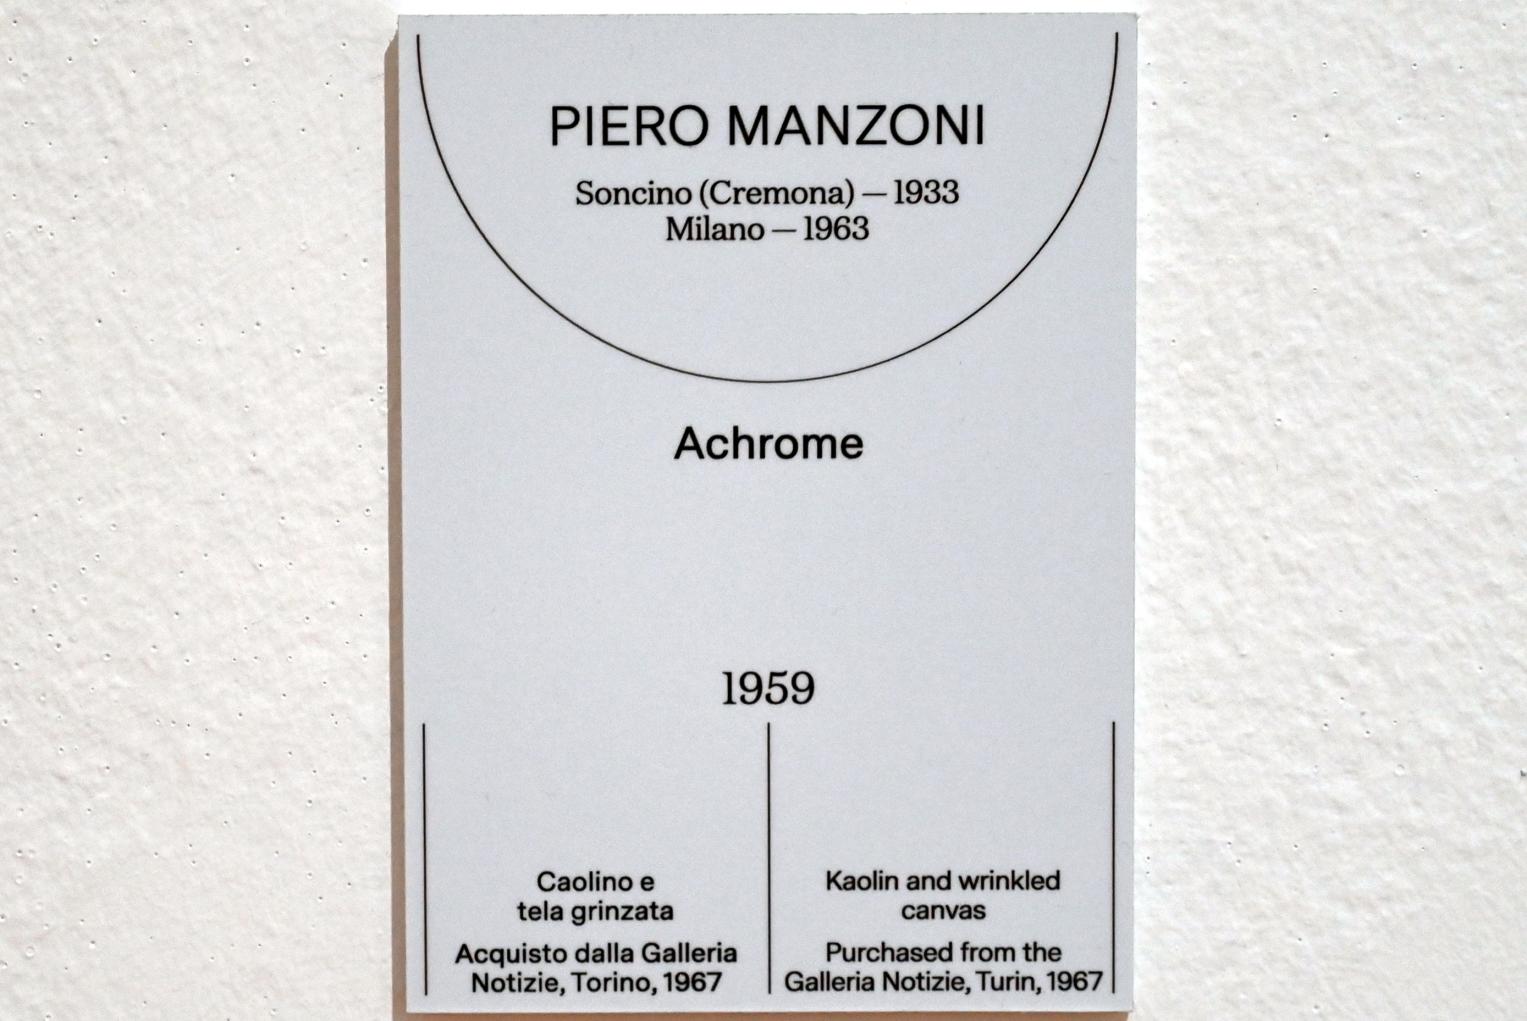 PIERO MANZONI
Soncino (Cremona) — 1933
Milano — 1963
Achrome
1959
Caolino e
tela grinzata
Acquisto dalla Galleria
Notizie, Torino, 1967
Kaolin and wrinkled
canvas
Purchased from the
Galleria Notizie, Turin, 1967